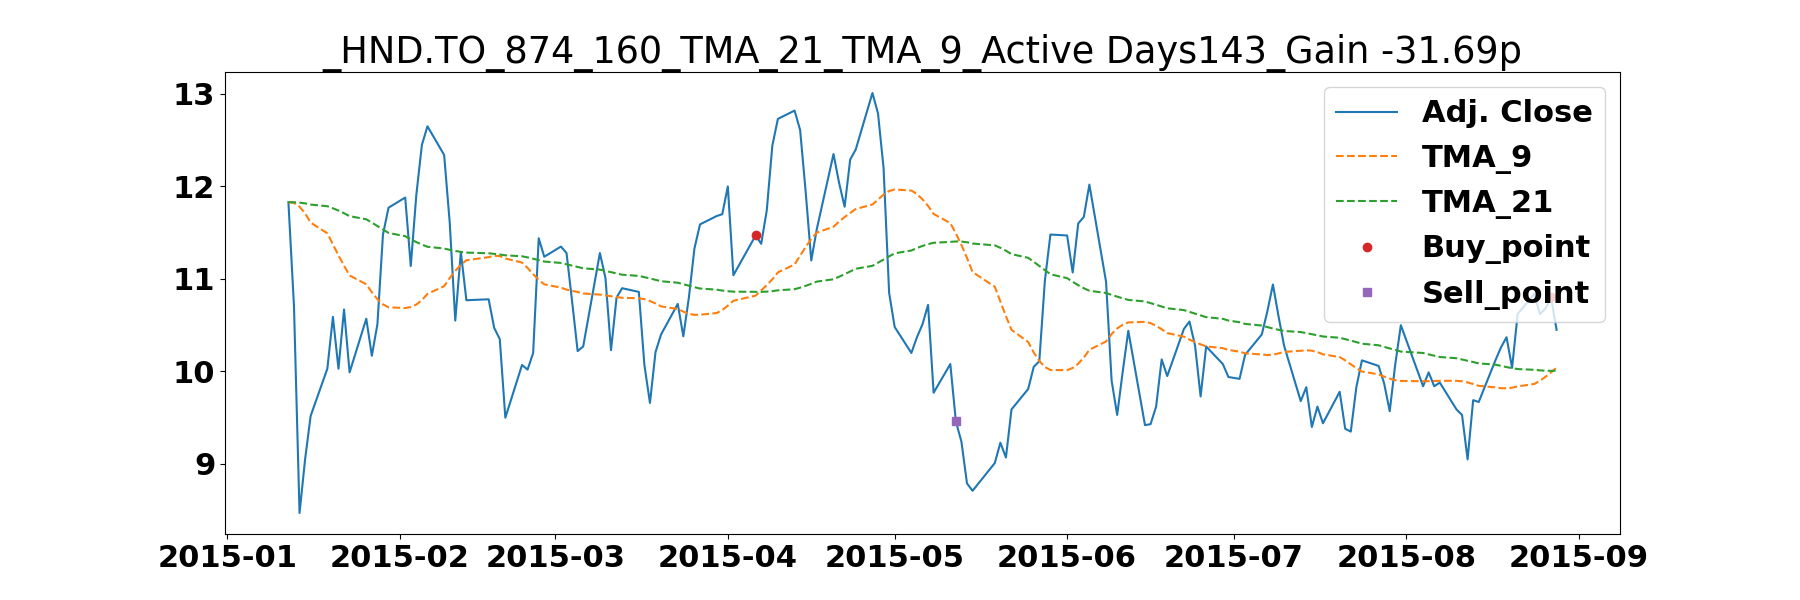 _HND.TO_874_160_TMA_21_TMA_9_Active Days143_Gain -31.69p
13
12
11
10
9
Adj. Close
TMA_9
TMA_21
Buy_point
Sell_point
2015-01 2015-02 2015-03 2015-04 2015-05 2015-06 2015-07 2015-08 2015-09